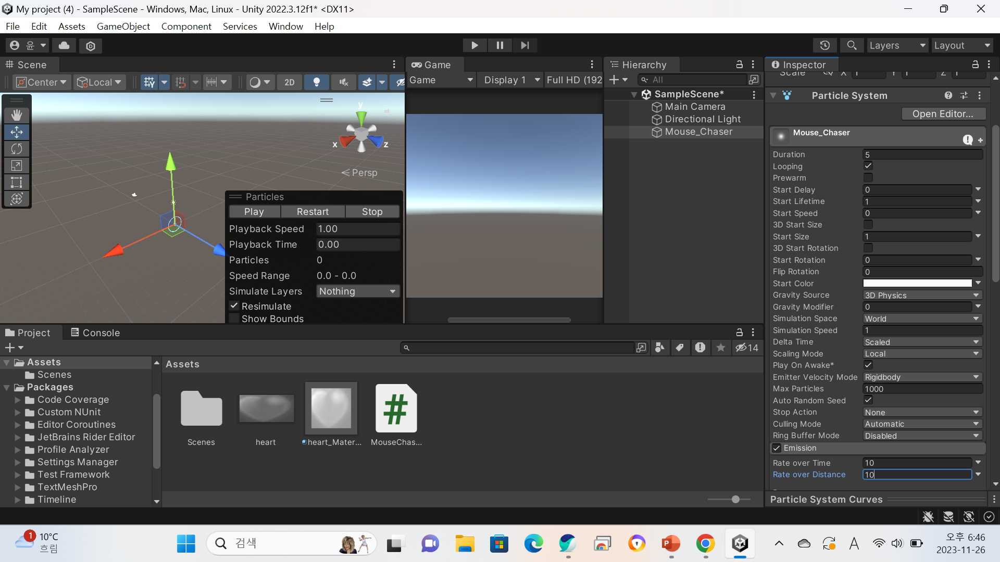 My project (4) - SampleScene - Windows, Mac, Linux - Unity 2022.3.12f1* <DX11>
File Edit Assets GameObject Component Services Window Help
윤
Layers
Layout
Scene
Center
Local
2D
y
x
z
Persp
Particles
Play Restart Stop
Playback Speed 1.00
Playback Time 0.00
Particles 0
Speed Range 0.0 - 0.0
Simulate Layers Nothing
Resimulate
Show Bounds
Game
Game Display 1 Full HD (192
Hierarchy
All
SampleScene*
Main Camera
Directional Light
Mouse_Chaser
Inspector
Scale X 1 Y 1 Z 1
Particle System
Open Editor...
Mouse_Chaser
Duration 5
Looping
Prewarm
Start Delay 0
Start Lifetime 1
Start Speed 0
3D Start Size
Start Size 1
3D Start Rotation
Start Rotation 0
Flip Rotation 0
Start Color
Gravity Source 3D Physics
Gravity Modifier 0
Simulation Space World
Simulation Speed 1
Delta Time Scaled
Scaling Mode Local
Play On Awake*
Emitter Velocity Mode Rigidbody
Max Particles 1000
Auto Random Seed
Stop Action None
Culling Mode Automatic
Ring Buffer Mode Disabled
Emission
Rate over Time 10
Rate over Distance 10
Particle System Curves
Project Console
14
Assets
Scenes
Packages
Code Coverage
Custom NUnit
Editor Coroutines
JetBrains Rider Editor
Profile Analyzer
Settings Manager
Test Framework
TextMeshPro
Timeline
Assets
Scenes
heart
heart_Mater...
MouseChas...
#
1
10°C
흐림
검색
P
A
오후 6:46
2023-11-26